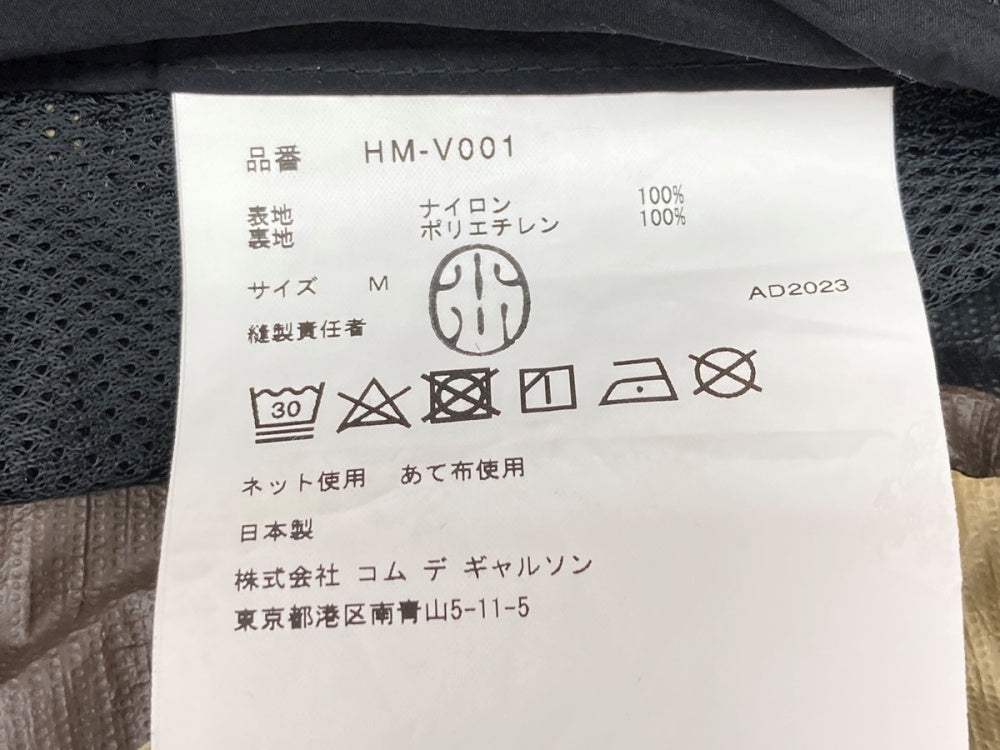 品番 HM-V001
表地 ナイロン 100%
裏地 ポリエチレン 100%
サイズ M AD2023
縫製責任者
30
ネット使用 あて布使用
日本製
株式会社 コム デ ギャルソン
東京都港区南青山5-11-5